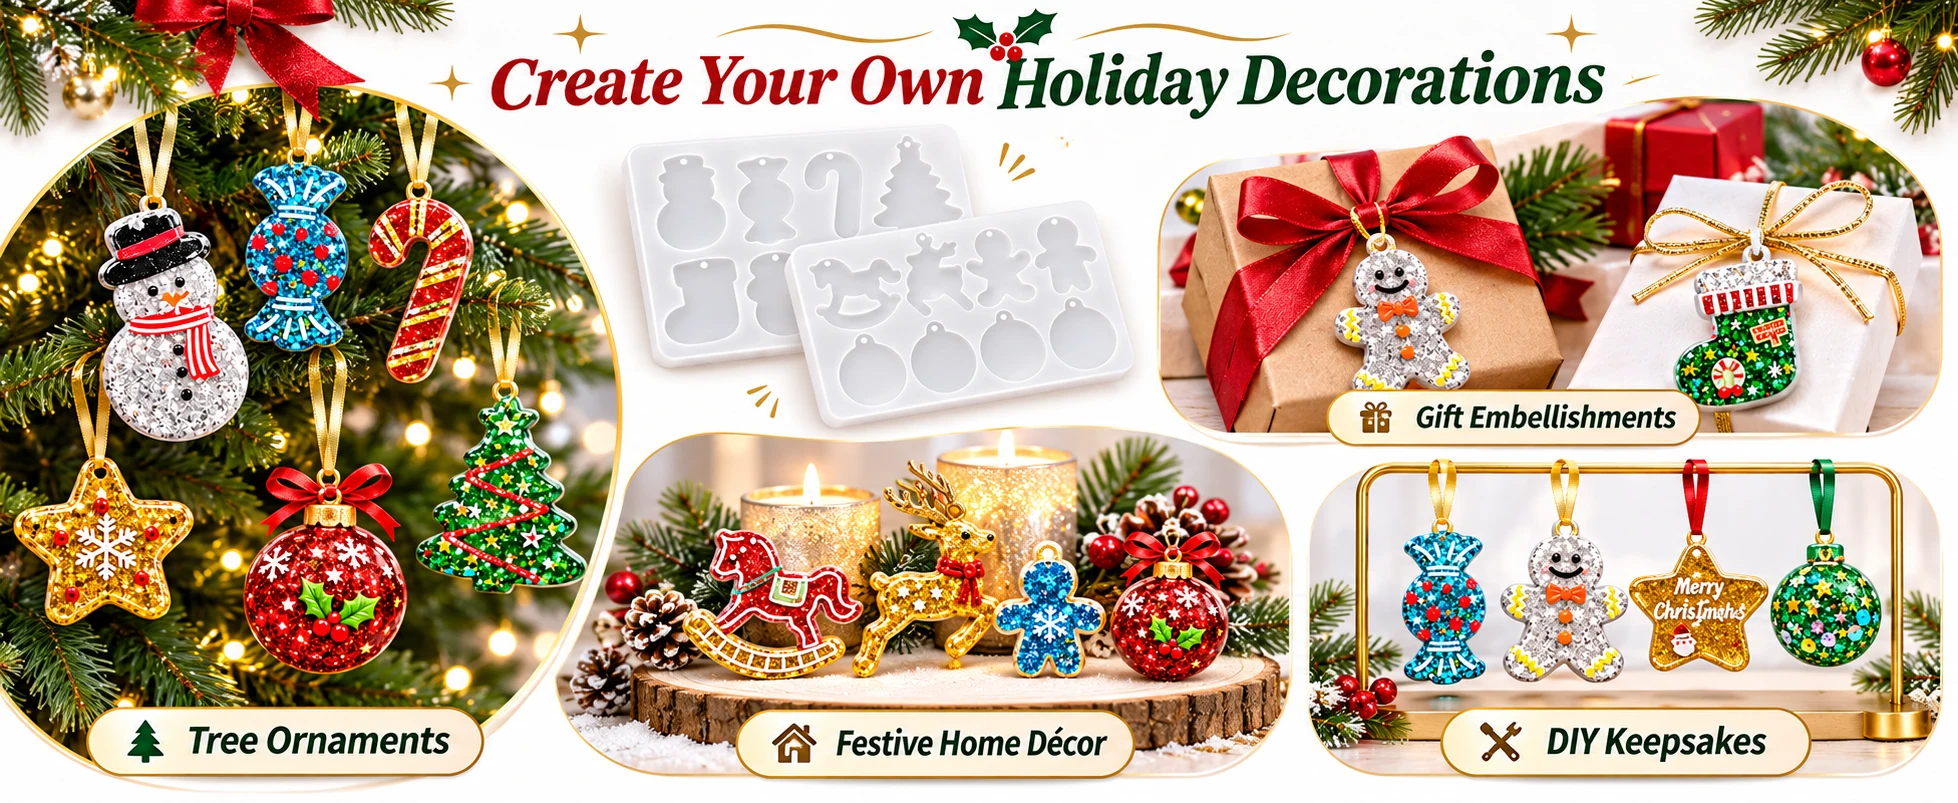 Create Your Own Holiday Decorations
Gift Embellishments
Merry
Tree Ornaments
Festive Home Décor
DIY Keepsakes